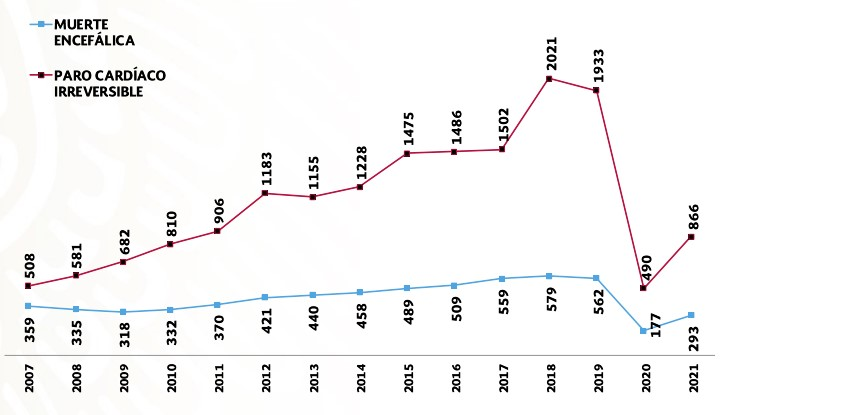 MUERTE
ENCEFÁLICA
PARO CARDÍACO
IRREVERSIBLE
508 581 682 810 906 1183 1155 1228 1475 1486 1502 2021 1933 490 866
359 335 318 332 370 421 440 458 489 509 559 579 562 177 293
2007 2008 2009 2010 2011 2012 2013 2014 2015 2016 2017 2018 2019 2020 2021